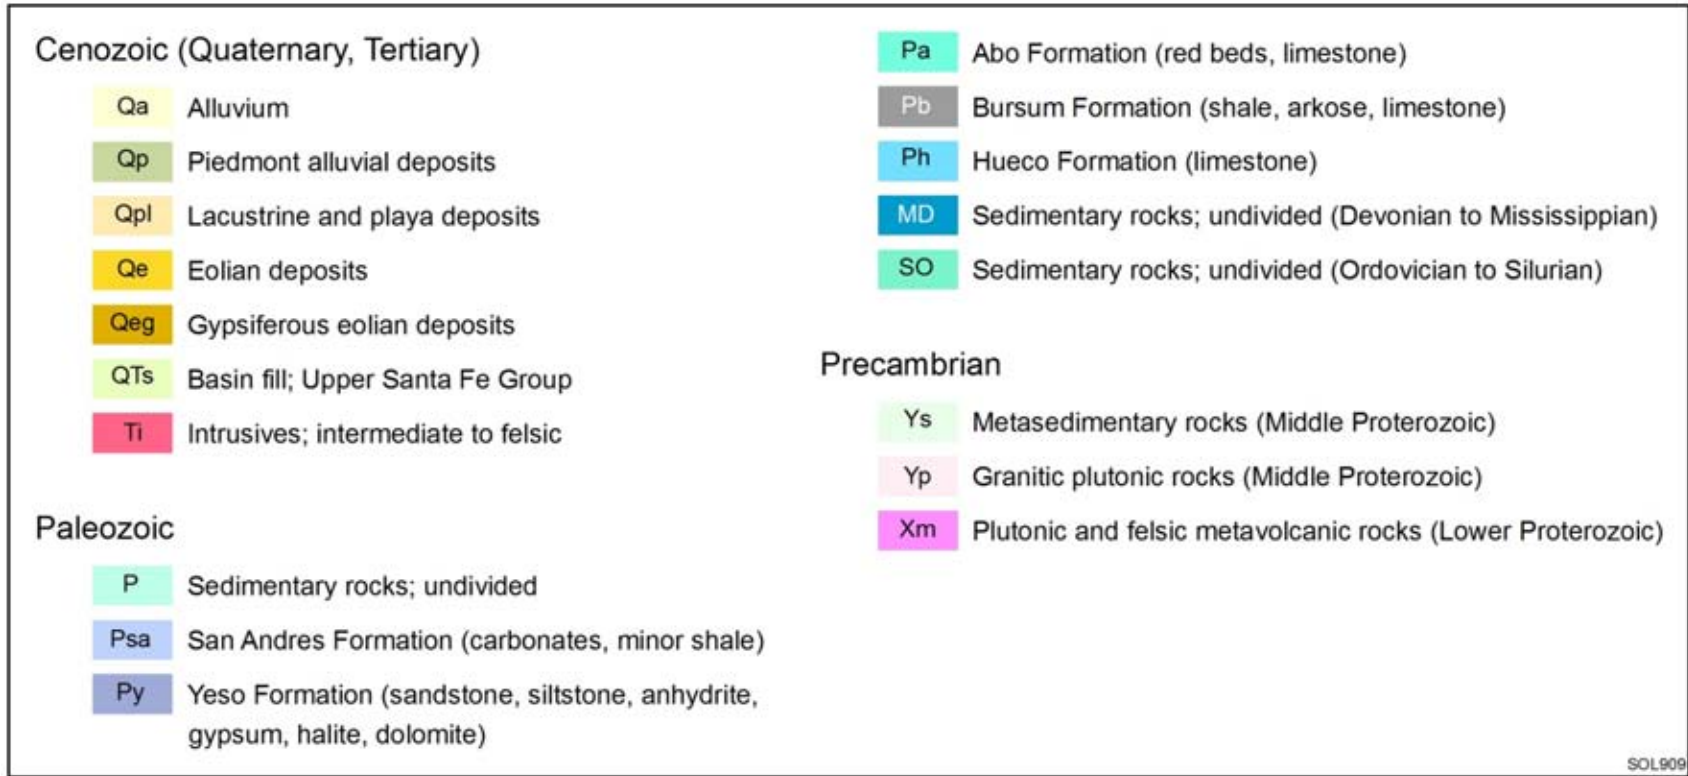 Cenozoic (Quaternary, Tertiary)
Qa Alluvium
Qp Piedmont alluvial deposits
Qpl Lacustrine and playa deposits
Qe Eolian deposits
Qeg Gypsiferous eolian deposits
QTs Basin fill; Upper Santa Fe Group
Ti Intrusives; intermediate to felsic
Paleozoic
P Sedimentary rocks; undivided
Psa San Andres Formation (carbonates, minor shale)
Py Yeso Formation (sandstone, siltstone, anhydrite,
gypsum, halite, dolomite)
Pa Abo Formation (red beds, limestone)
Pb Bursum Formation (shale, arkose, limestone)
Ph Hueco Formation (limestone)
MD Sedimentary rocks; undivided (Devonian to Mississippian)
SO Sedimentary rocks; undivided (Ordovician to Silurian)
Precambrian
Ys Metasedimentary rocks (Middle Proterozoic)
Yp Granitic plutonic rocks (Middle Proterozoic)
Xm Plutonic and felsic metavolcanic rocks (Lower Proterozoic)
SOL909